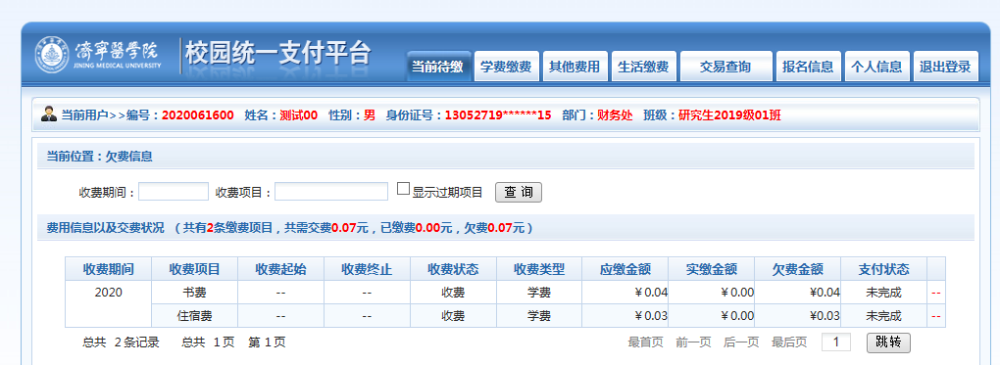 濟寧醫學院
JINING MEDICAL UNIVERSITY
校园统一支付平台
当前待缴 学费缴费 其他费用 生活缴费 交易查询 报名信息 个人信息 退出登录
当前用户>>编号：2020061600 姓名：测试00 性别：男 身份证号：13052719******15 部门：财务处 班级：研究生2019级01班
当前位置：欠费信息
收费期间： 收费项目： 显示过期项目 查 询
费用信息以及交费状况 （共有2条缴费项目，共需交费0.07元，已缴费0.00元，欠费0.07元）
收费期间 收费项目 收费起始 收费终止 收费状态 收费类型 应缴金额 实缴金额 欠费金额 支付状态
2020 书费 -- -- 收费 学费 ￥0.04 ￥0.00 ¥0.04 未完成 --
住宿费 -- -- 收费 学费 ￥0.03 ￥0.00 ¥0.03 未完成 --
总共 2条记录 总共 1页 第 1页 最首页 前一页 后一页 最后页 1 跳转